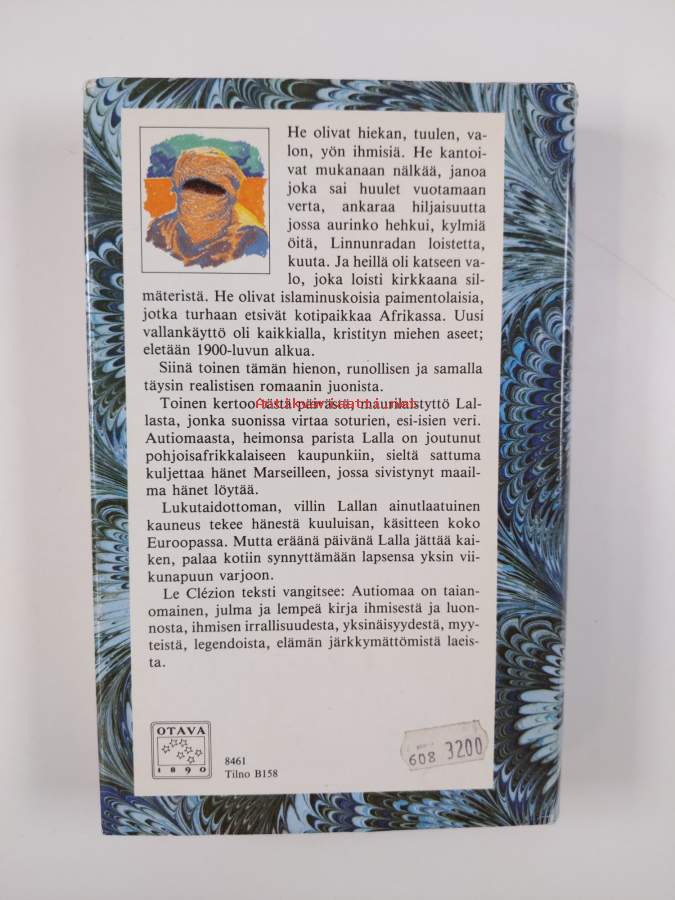 He olivat hiekan, tuulen, va-
lon, yön ihmisiä. He kantoi-
vat mukanaan nälkää, janoa
joka sai huulet vuotamaan
verta, ankaraa hiljaisuutta
jossa aurinko hehkui, kylmiä
öitä, Linnunradan loistetta,
kuuta. Ja heillä oli katseen va-
lo, joka loisti kirkkaana sil-
mäteristä. He olivat islaminuskoisia paimentolaisia,
jotka turhaan etsivät kotipaikkaa Afrikassa. Uusi
vallankäyttö oli kaikkialla, kristityn miehen aseet;
eletään 1900-luvun alkua.
Siinä toinen tämän hienon, runollisen ja samalla
täysin realistisen romaanin juonista.
Toinen kertoo tästä päivästä, maurilaistyttö Lal-
lasta, jonka suonissa virtaa soturien, esi-isien veri.
Autiomaasta, heimonsa parista Lalla on joutunut
pohjoisafrikkalaiseen kaupunkiin, sieltä sattuma
kuljettaa hänet Marseilleen, jossa sivistynyt maail-
ma hänet löytää.
Lukutaidottoman, villin Lallan ainutlaatuinen
kauneus tekee hänestä kuuluisan, käsitteen koko
Euroopassa. Mutta eräänä päivänä Lalla jättää kai-
ken, palaa kotiin synnyttämään lapsensa yksin vii-
kunapuun varjoon.
Le Clézion teksti vangitsee: Autiomaa on taian-
omainen, julma ja lempeä kirja ihmisestä ja luon-
nosta, ihmisen irrallisuudesta, yksinäisyydestä, myy-
teistä, legendoista, elämän järkkymättömistä laeis-
ta.
OTAVA
1890
8461
Tilno B158
608 3200